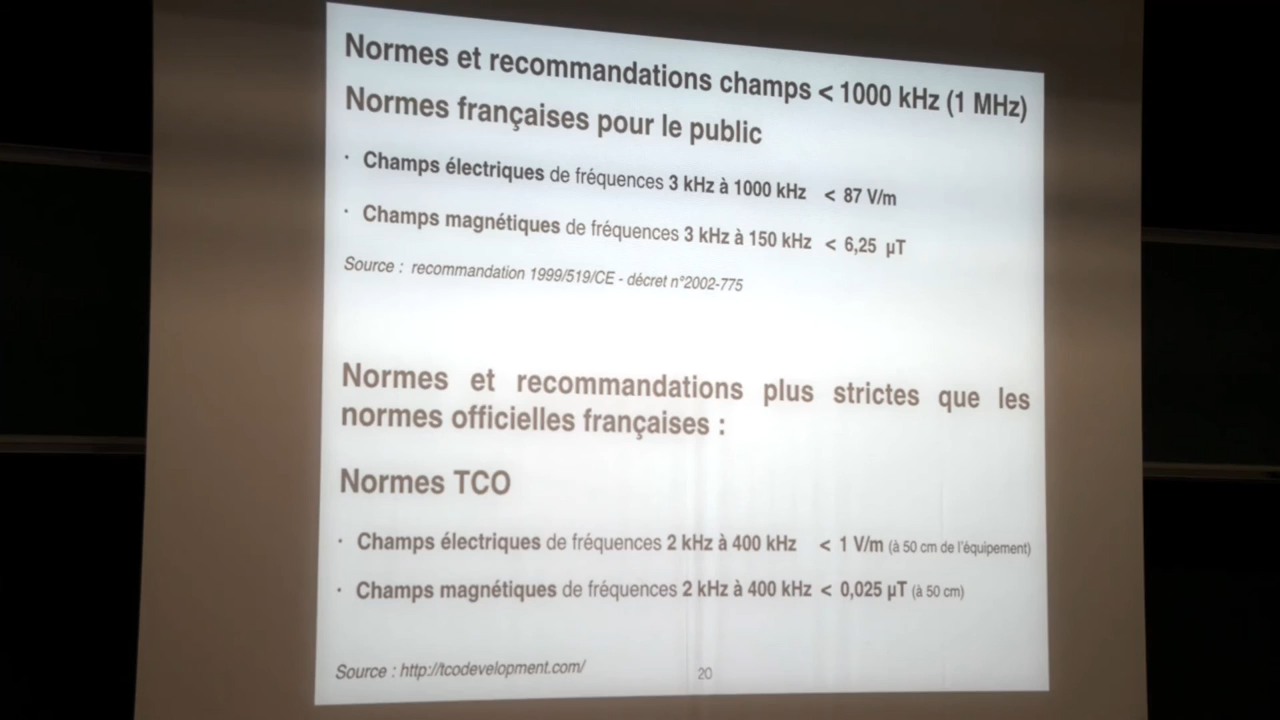 Normes et recommandations champs < 1000 kHz (1 MHz)
Normes françaises pour le public
· Champs électriques de fréquences 3 kHz à 1000 kHz < 87 V/m
· Champs magnétiques de fréquences 3 kHz à 150 kHz < 6,25 µT
Source : recommandation 1999/519/CE - décret n°2002-775
Normes et recommandations plus strictes que les
normes officielles françaises :
Normes TCO
· Champs électriques de fréquences 2 kHz à 400 kHz < 1 V/m (à 50 cm de l'équipement)
· Champs magnétiques de fréquences 2 kHz à 400 kHz < 0,025 µT (à 50 cm)
Source : http://tcodevelopment.com/
20